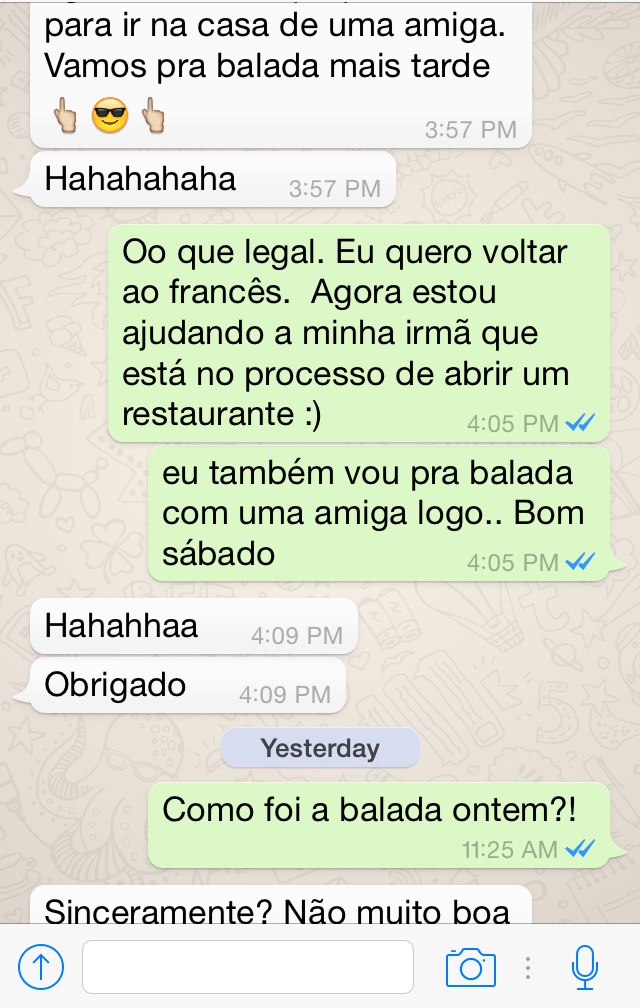 para ir na casa de uma amiga.
Vamos pra balada mais tarde
👆🏼😎👆🏼
3:57 PM
Hahahahaha
3:57 PM
Oo que legal. Eu quero voltar
ao francês.  Agora estou
ajudando a minha irmã que
está no processo de abrir um
restaurante :)
4:05 PM
eu também vou pra balada
com uma amiga logo.. Bom
sábado
4:05 PM
Hahahhaa
4:09 PM
Obrigado
4:09 PM
Yesterday
Como foi a balada ontem?!
11:25 AM
Sinceramente? Não muito boa